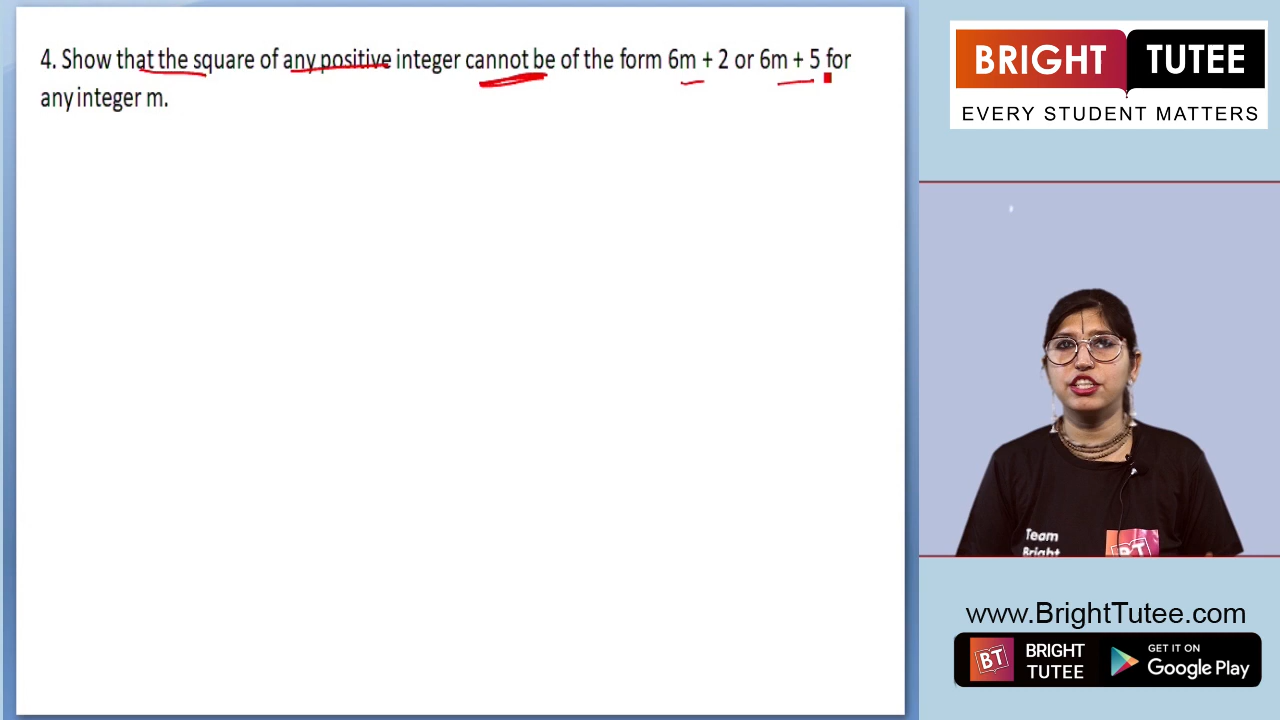 4. Show that the square of any positive integer cannot be of the form 6m + 2 or 6m + 5 for
any integer m.
BRIGHT TUTEE
EVERY STUDENT MATTERS
Team
Bright
BT
www.BrightTutee.com
BT BRIGHT TUTEE
GET IT ON
Google Play